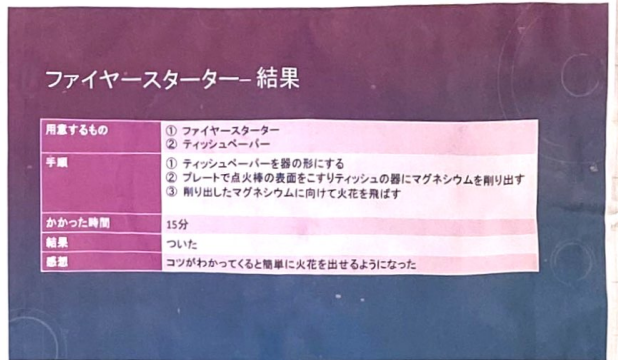 ファイヤースターター– 結果
用意するもの
① ファイヤースターター
② ティッシュペーパー
手順
① ティッシュペーパーを器の形にする
② プレートで点火棒の表面をこすりティッシュの器にマグネシウムを削り出す
③ 削り出したマグネシウムに向けて火花を飛ばす
かかった時間
15分
結果
ついた
感想
コツがわかってくると簡単に火花を出せるようになった